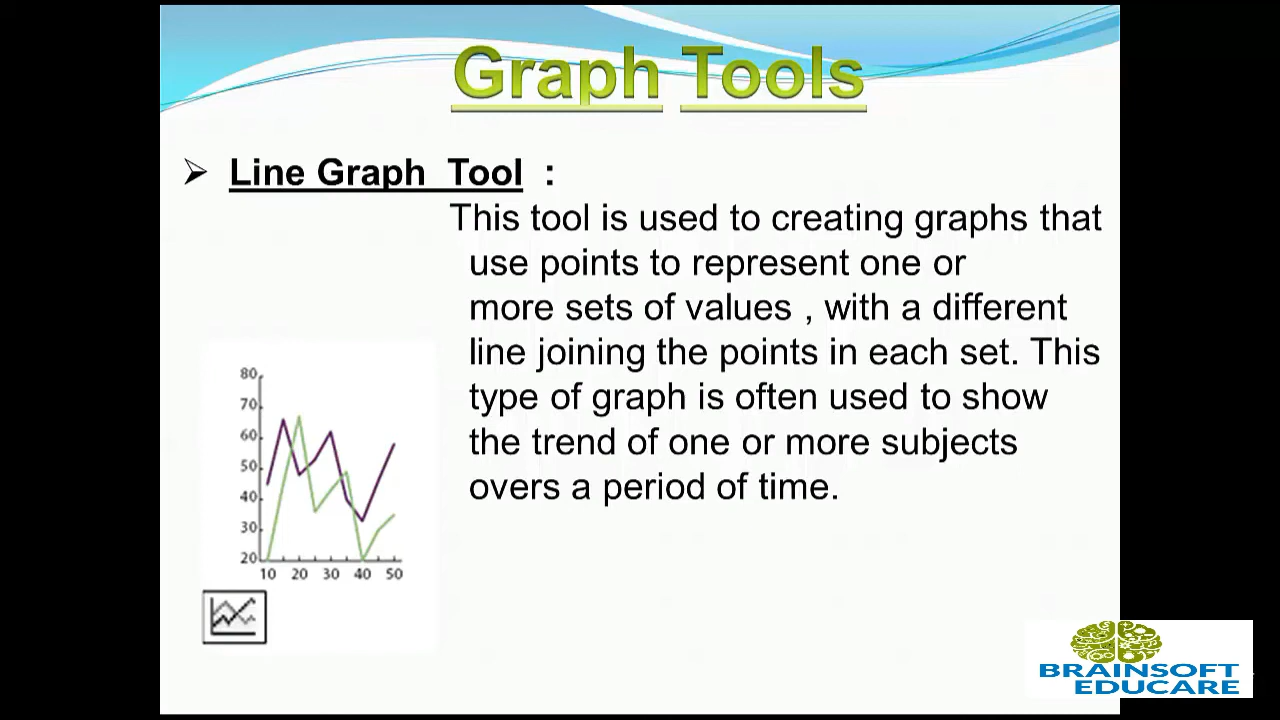 Graph Tools
➢ Line Graph Tool :
This tool is used to creating graphs that
use points to represent one or
more sets of values , with a different
line joining the points in each set. This
type of graph is often used to show
the trend of one or more subjects
overs a period of time.
80
70
60
50
40
30
20
10 20 30 40 50
BRAINSOFT
EDUCARE